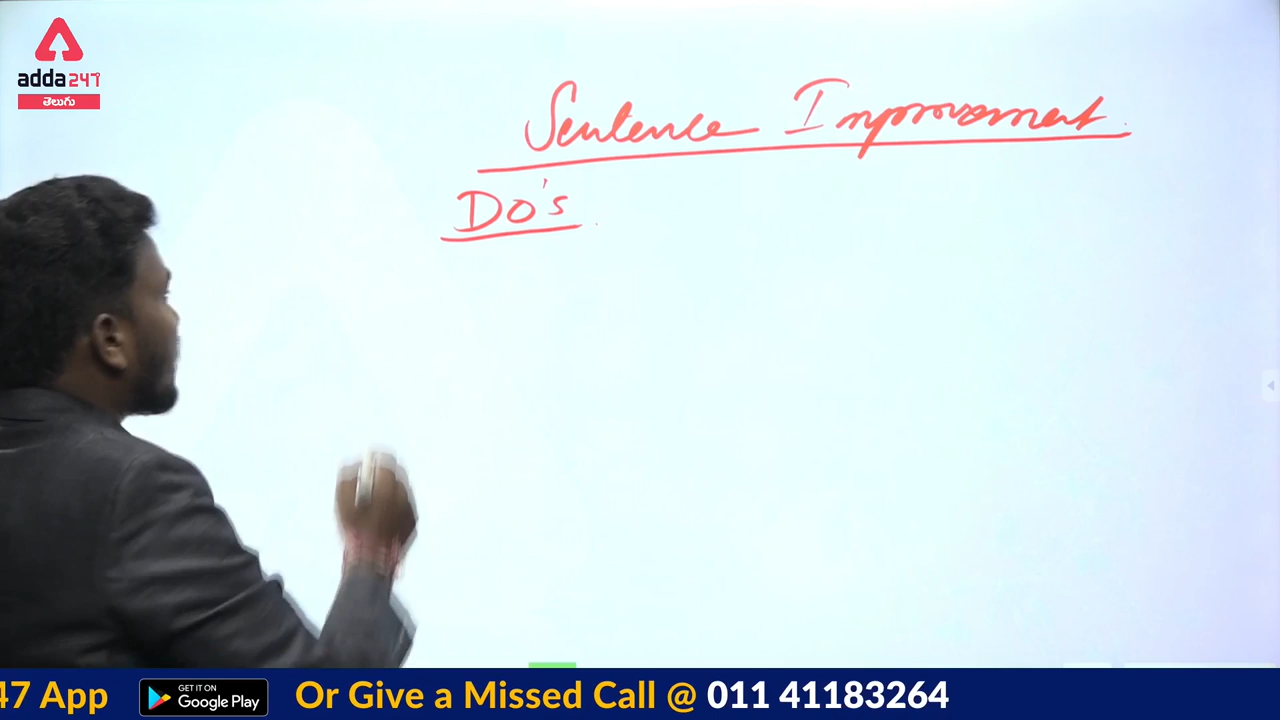 adda247
తెలుగు
Sentence Improvement.
Do's.
47 App
GET IT ON
Google Play
Or Give a Missed Call @ 011 41183264